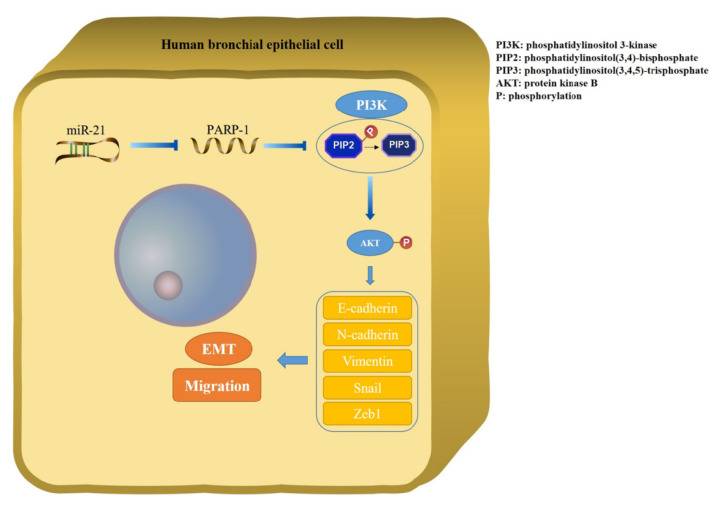 Human bronchial epithelial cell
PI3K: phosphatidylinositol 3-kinase
PIP2: phosphatidylinositol(3,4)-bisphosphate
PIP3: phosphatidylinositol(3,4,5)-trisphosphate
AKT: protein kinase B
P: phosphorylation
PI3K
miR-21
PARP-1
P
PIP2
PIP3
AKT
P
E-cadherin
N-cadherin
Vimentin
Snail
Zeb1
EMT
Migration